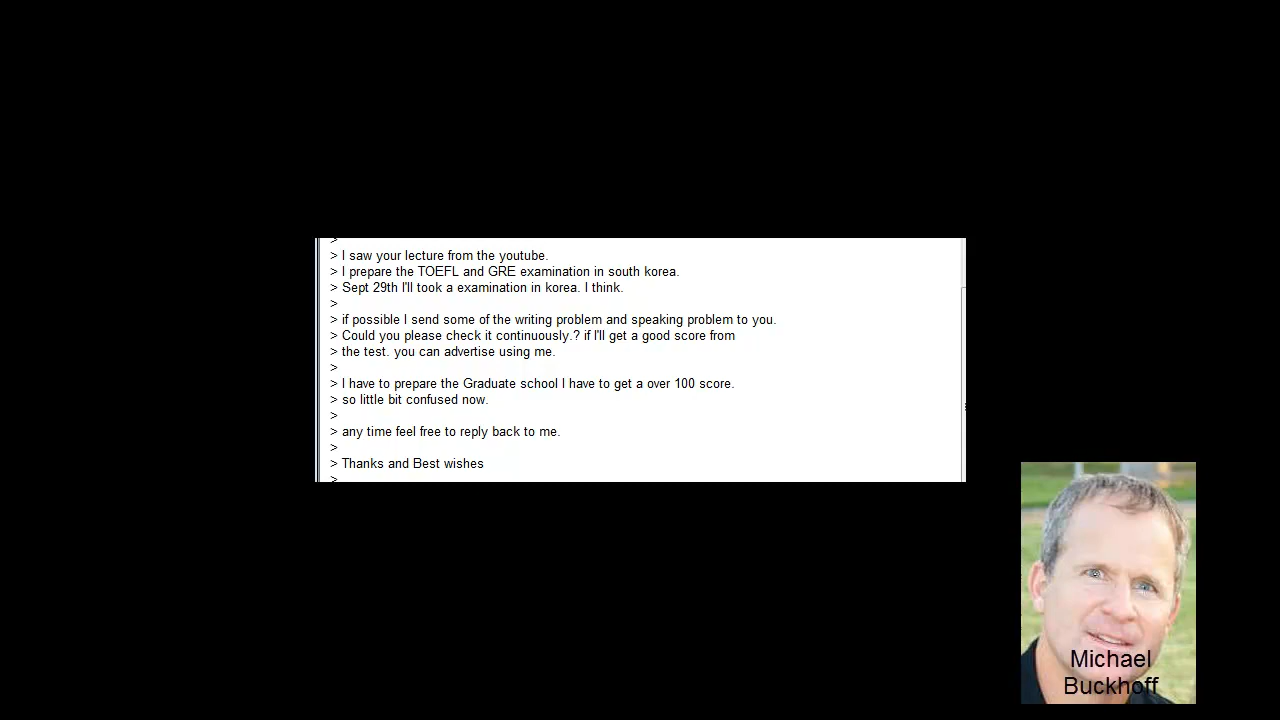 >
> I saw your lecture from the youtube.
> I prepare the TOEFL and GRE examination in south korea.
> Sept 29th I'll took a examination in korea. I think.
>
> if possible I send some of the writing problem and speaking problem to you.
> Could you please check it continuously.? if I'll get a good score from
> the test. you can advertise using me.
>
> I have to prepare the Graduate school I have to get a over 100 score.
> so little bit confused now.
>
> any time feel free to reply back to me.
>
> Thanks and Best wishes
>
Michael
Buckhoff